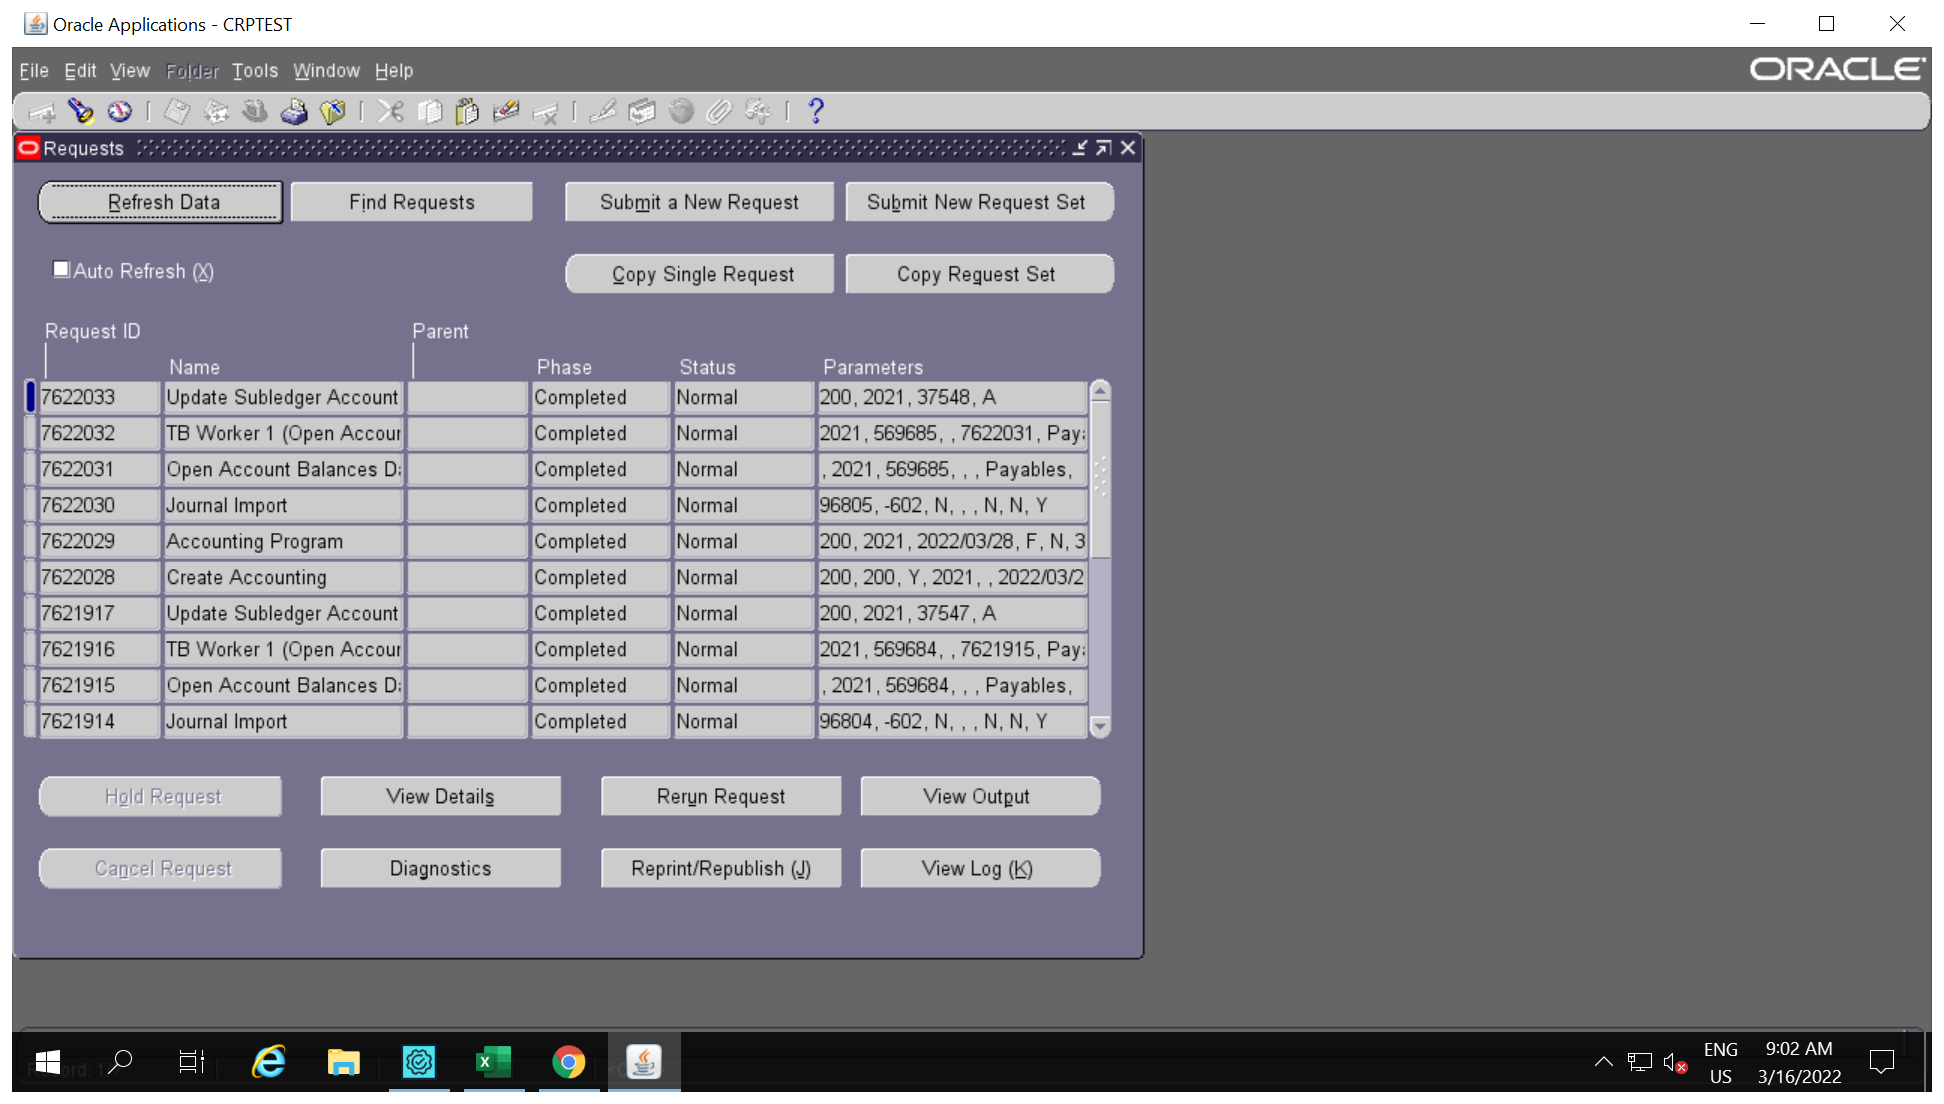 Oracle Applications - CRPTEST
File Edit View Folder Tools Window Help
ORACLE
Requests
Refresh Data Find Requests Submit a New Request Submit New Request Set
Auto Refresh (X) Copy Single Request Copy Request Set
Request ID Parent
Name Phase Status Parameters
7622033 Update Subledger Account Completed Normal 200, 2021, 37548, A
7622032 TB Worker 1 (Open Accour Completed Normal 2021, 569685, , 7622031, Paya
7622031 Open Account Balances Da Completed Normal , 2021, 569685, , , Payables,
7622030 Journal Import Completed Normal 96805, -602, N, , , N, N, Y
7622029 Accounting Program Completed Normal 200, 2021, 2022/03/28, F, N, 3
7622028 Create Accounting Completed Normal 200, 200, Y, 2021, , 2022/03/2
7621917 Update Subledger Account Completed Normal 200, 2021, 37547, A
7621916 TB Worker 1 (Open Accour Completed Normal 2021, 569684, , 7621915, Paya
7621915 Open Account Balances Da Completed Normal , 2021, 569684, , , Payables,
7621914 Journal Import Completed Normal 96804, -602, N, , , N, N, Y
Hold Request View Details Rerun Request View Output
Cancel Request Diagnostics Reprint/Republish (J) View Log (K)
ENG 9:02 AM
US 3/16/2022